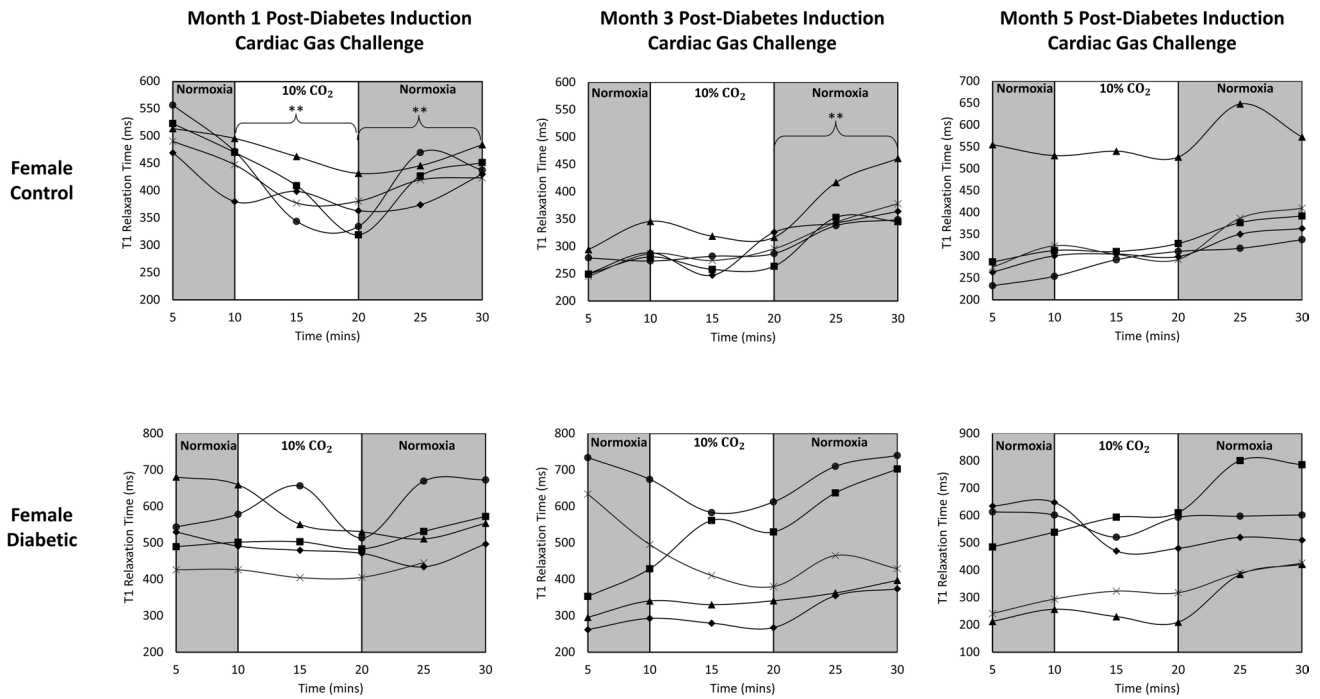 Month 1 Post-Diabetes Induction
Cardiac Gas Challenge
Month 3 Post-Diabetes Induction
Cardiac Gas Challenge
Month 5 Post-Diabetes Induction
Cardiac Gas Challenge
Female
Control
T1 Relaxation Time (ms)
600
550
500
450
400
350
300
250
200
Normoxia
10% CO₂
Normoxia
**
**
5
10
15
20
25
30
Time (mins)
T1 Relaxation Time (ms)
600
550
500
450
400
350
300
250
200
Normoxia
10% CO₂
Normoxia
**
5
10
15
20
25
30
Time (mins)
T1 Relaxation Time (ms)
700
650
600
550
500
450
400
350
300
250
200
Normoxia
10% CO₂
Normoxia
5
10
15
20
25
30
Time (mins)
Female
Diabetic
T1 Relaxation Time (ms)
800
700
600
500
400
300
200
Normoxia
10% CO₂
Normoxia
5
10
15
20
25
30
Time (mins)
T1 Relaxation Time (ms)
800
700
600
500
400
300
200
Normoxia
10% CO₂
Normoxia
5
10
15
20
25
30
Time (mins)
T1 Relaxation Time (ms)
900
800
700
600
500
400
300
200
100
Normoxia
10% CO₂
Normoxia
5
10
15
20
25
30
Time (mins)